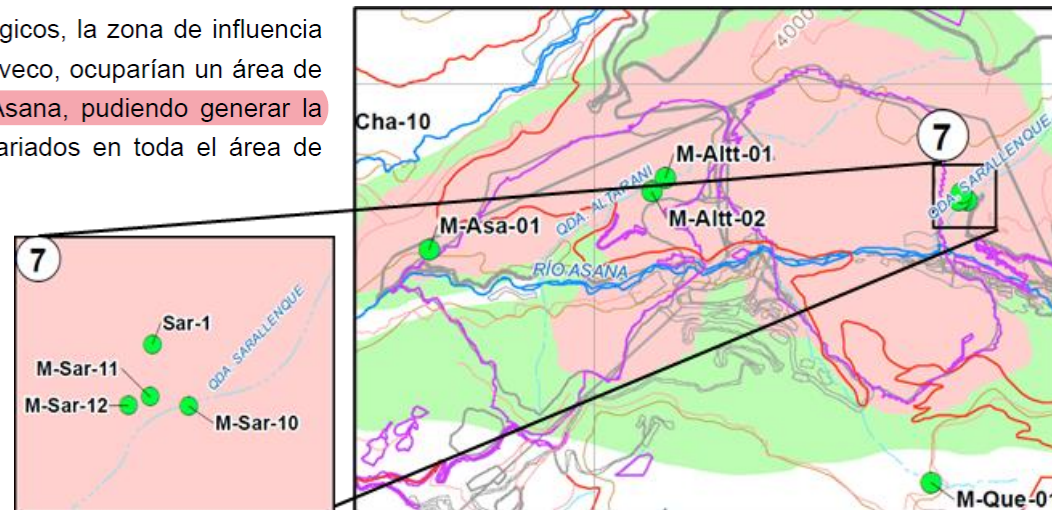 gicos, la zona de influencia
veco, ocuparían un área de
Asana, pudiendo generar la
ariados en toda el área de
4000
Cha-10
7
M-Altt-01
QDA. SARALLENQUE
QDA. ALTARANI
M-Altt-02
M-Asa-01
RÍO ASANA
7
Sar-1
QDA. SARALLENQUE
M-Sar-11
M-Sar-12
M-Sar-10
M-Que-01